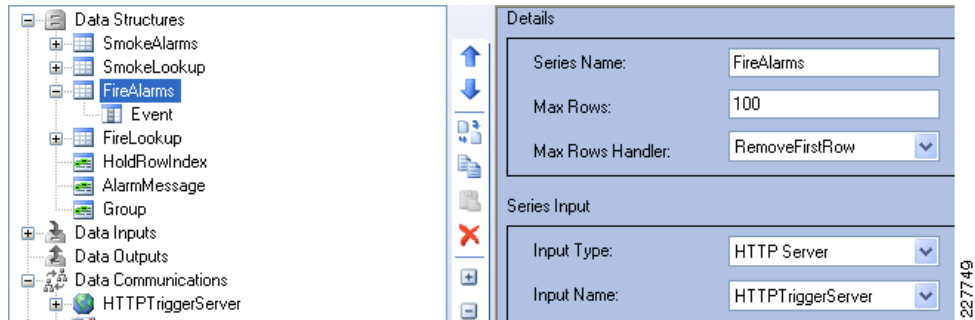 Data Structures
SmokeAlarms
SmokeLookup
FireAlarms
Event
FireLookup
HoldRowIndex
AlarmMessage
Group
Data Inputs
Data Outputs
Data Communications
HTTPTriggerServer
Details
Series Name: FireAlarms
Max Rows: 100
Max Rows Handler: RemoveFirstRow
Series Input
Input Type: HTTP Server
Input Name: HTTPTriggerServer
227749